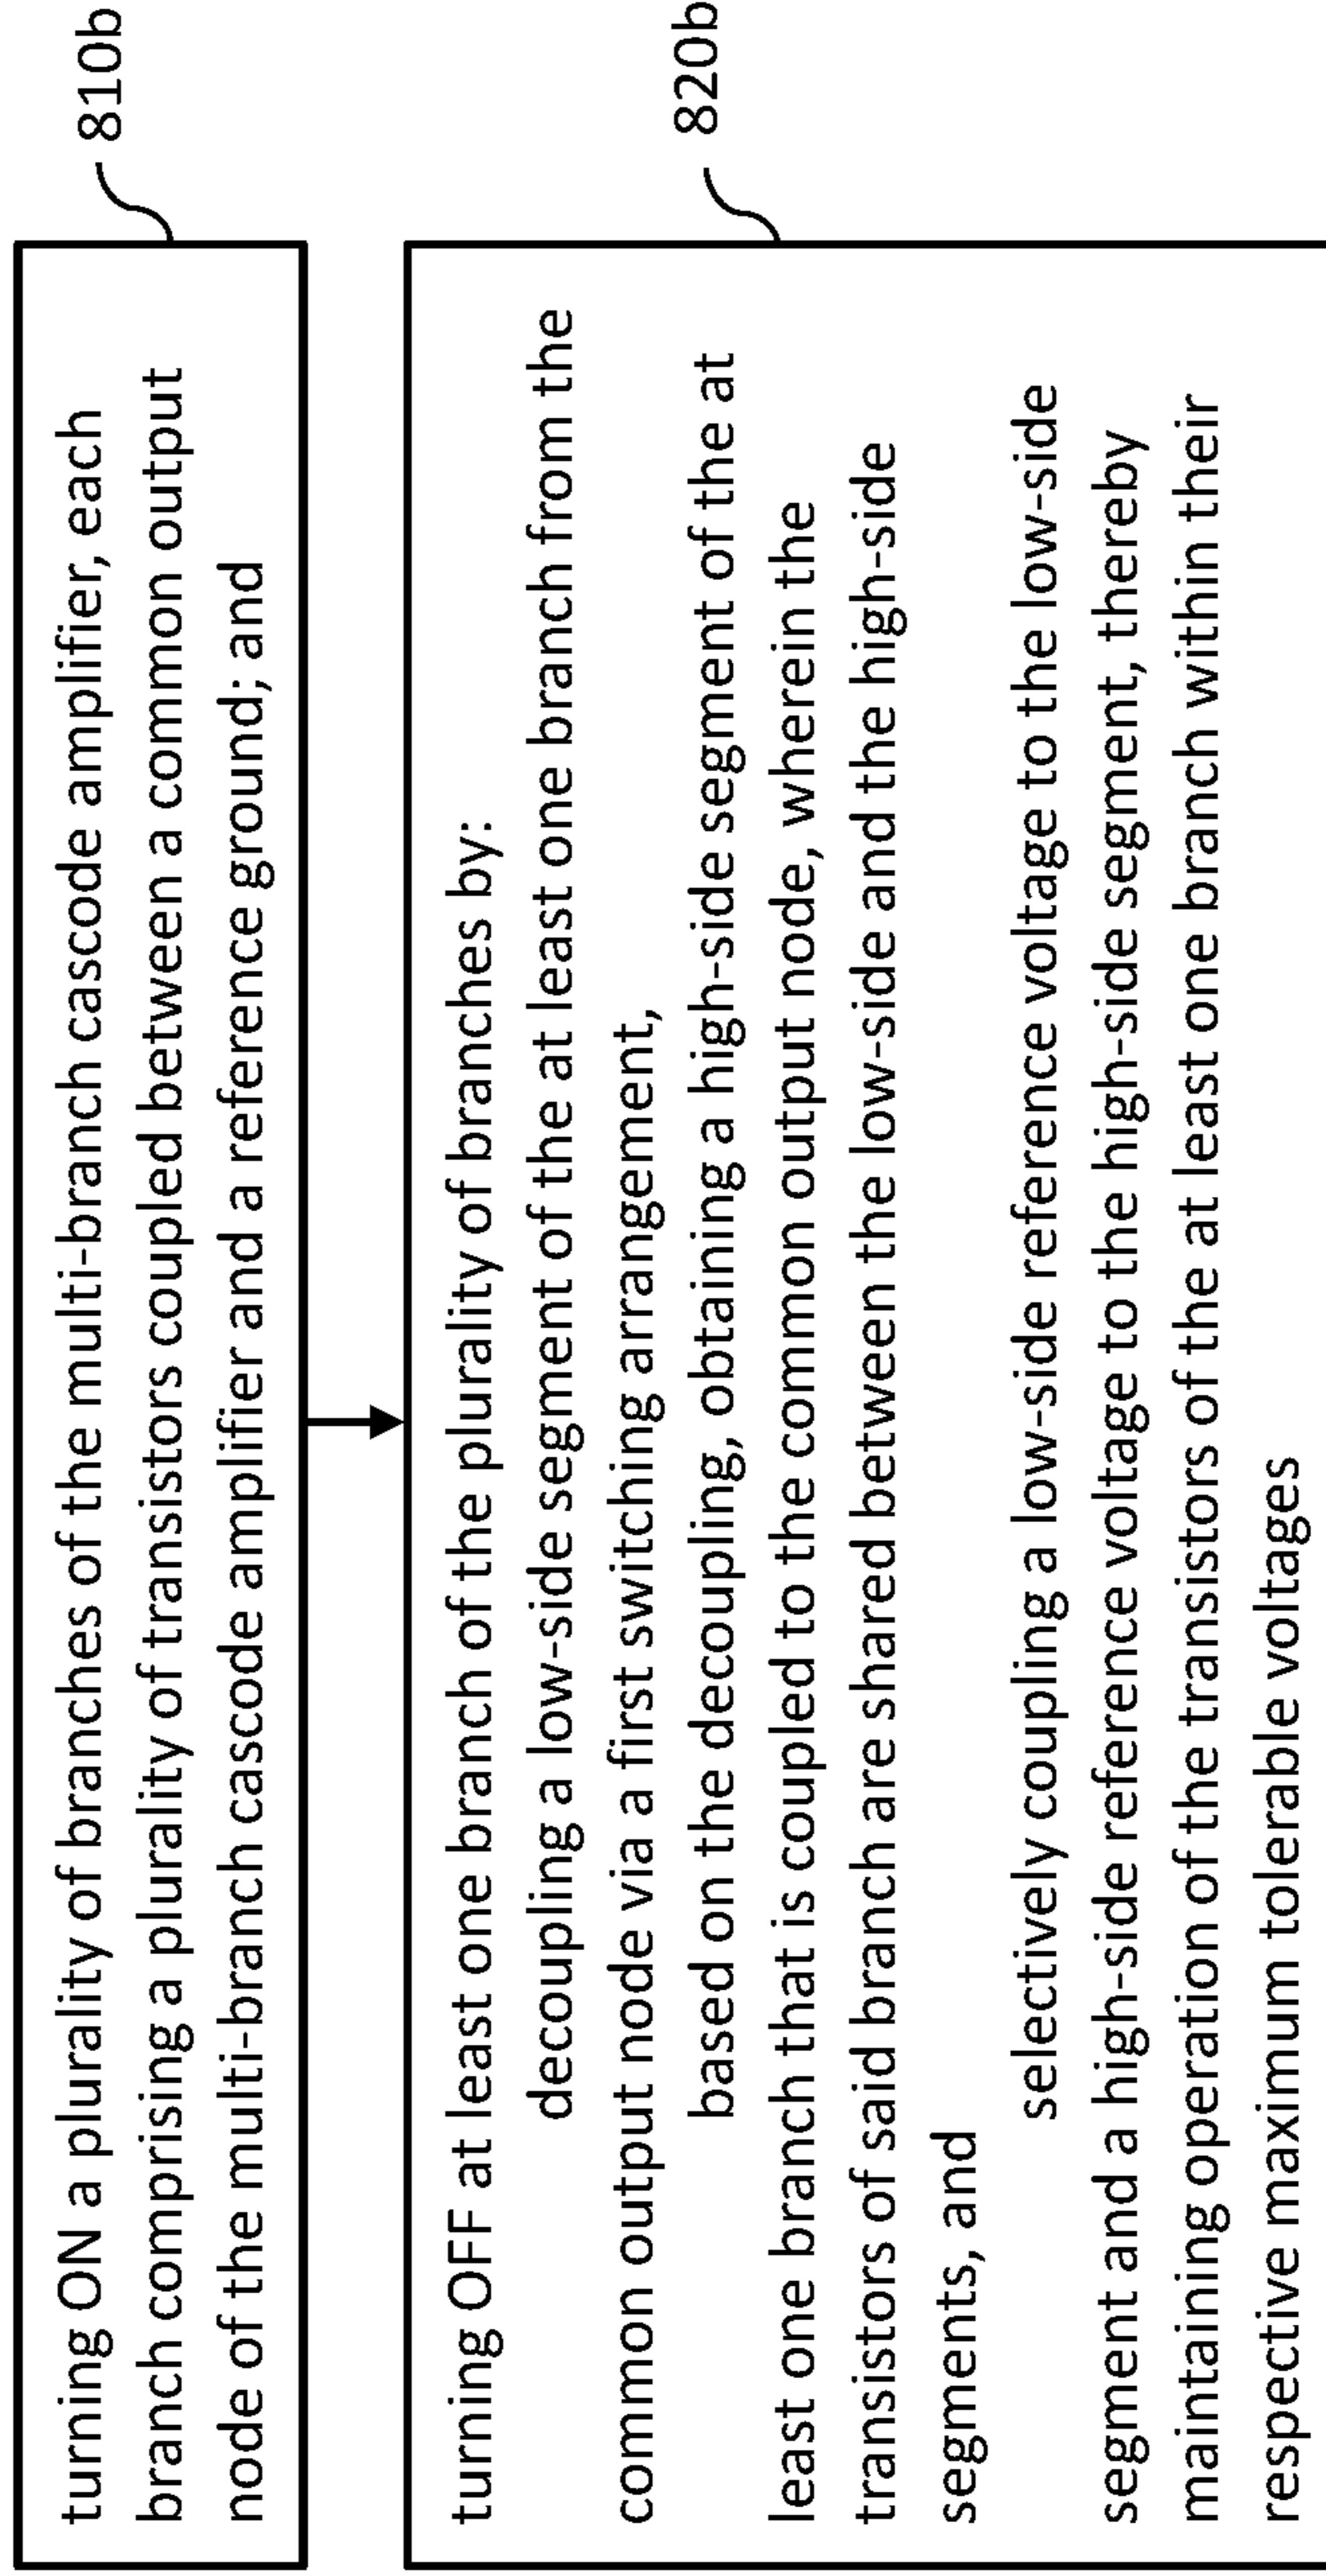 turning ON a plurality of branches of the multi-branch cascode amplifier, each
branch comprising a plurality of transistors coupled between a common output
node of the multi-branch cascode amplifier and a reference ground; and
810b
turning OFF at least one branch of the plurality of branches by:
decoupling a low-side segment of the at least one branch from the
common output node via a first switching arrangement,
based on the decoupling, obtaining a high-side segment of the at
least one branch that is coupled to the common output node, wherein the
transistors of said branch are shared between the low-side and the high-side
segments, and
selectively coupling a low-side reference voltage to the low-side
segment and a high-side reference voltage to the high-side segment, thereby
maintaining operation of the transistors of the at least one branch within their
respective maximum tolerable voltages
820b